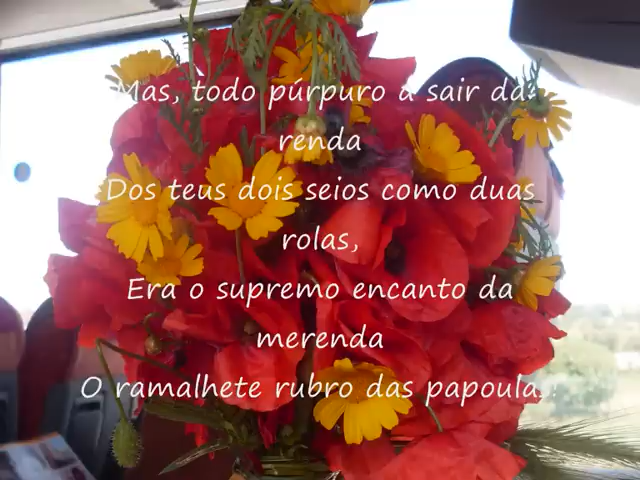 Mas, todo púrpuro a sair da
renda
Dos teus dois seios como duas
rolas,
Era o supremo encanto da
merenda
O ramalhete rubro das papoulas!